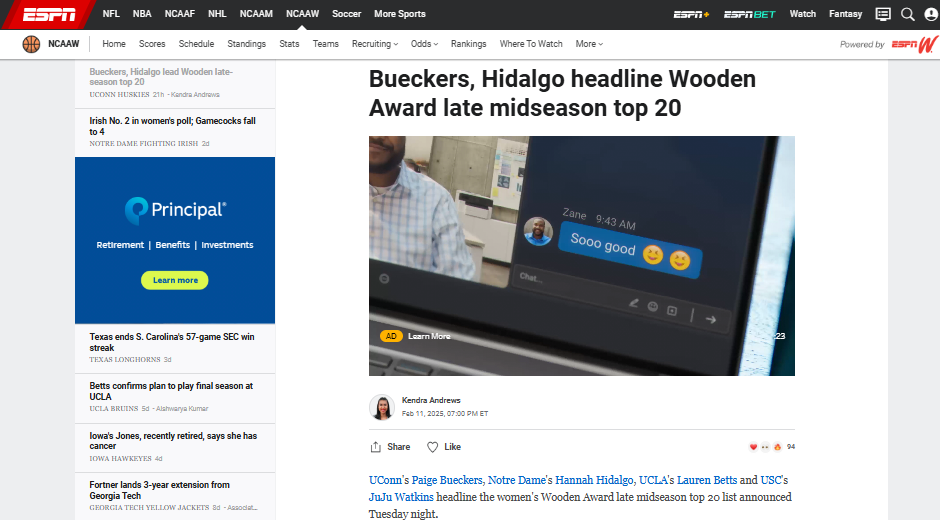 ESPN NFL NBA NCAAF NHL NCAAM NCAAW Soccer More Sports ESPN+ ESPN BET Watch Fantasy
NCAAW Home Scores Schedule Standings Stats Teams Recruiting Odds Rankings Where To Watch More Powered by ESPN W
Bueckers, Hidalgo lead Wooden late-
season top 20
UCONN HUSKIES 21h - Kendra Andrews
Irish No. 2 in women's poll; Gamecocks fall
to 4
NOTRE DAME FIGHTING IRISH 2d
Principal®
Retirement | Benefits | Investments
Learn more
Texas ends S. Carolina's 57-game SEC win
streak
TEXAS LONGHORNS 3d
Betts confirms plan to play final season at
UCLA
UCLA BRUINS 5d - Aishwarya Kumar
Iowa's Jones, recently retired, says she has
cancer
IOWA HAWKEYES 4d
Fortner lands 3-year extension from
Georgia Tech
GEORGIA TECH YELLOW JACKETS 8d - Associat...
Bueckers, Hidalgo headline Wooden
Award late midseason top 20
Zane 9:43 AM
Sooo good 😊😊
Chat...
AD Learn More :23
Kendra Andrews
Feb 11, 2025, 07:00 PM ET
Share Like 94
UConn's Paige Bueckers, Notre Dame's Hannah Hidalgo, UCLA's Lauren Betts and USC's
JuJu Watkins headline the women's Wooden Award late midseason top 20 list announced
Tuesday night.